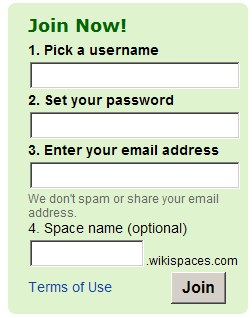 Join Now!
1. Pick a username
2. Set your password
3. Enter your email address
We don't spam or share your email
address.
4. Space name (optional)
.wikispaces.com
Terms of Use Join